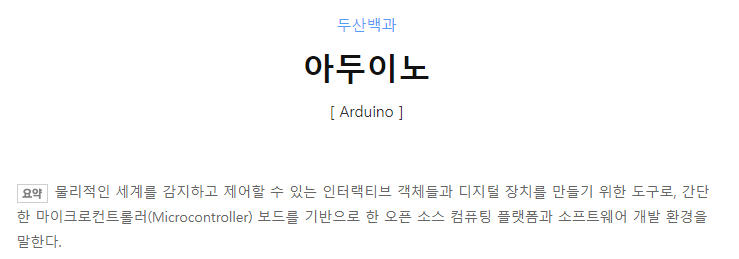 두산백과
아두이노
[ Arduino ]
요약 물리적인 세계를 감지하고 제어할 수 있는 인터랙티브 객체들과 디지털 장치를 만들기 위한 도구로, 간단
한 마이크로컨트롤러(Microcontroller) 보드를 기반으로 한 오픈 소스 컴퓨팅 플랫폼과 소프트웨어 개발 환경을
말한다.